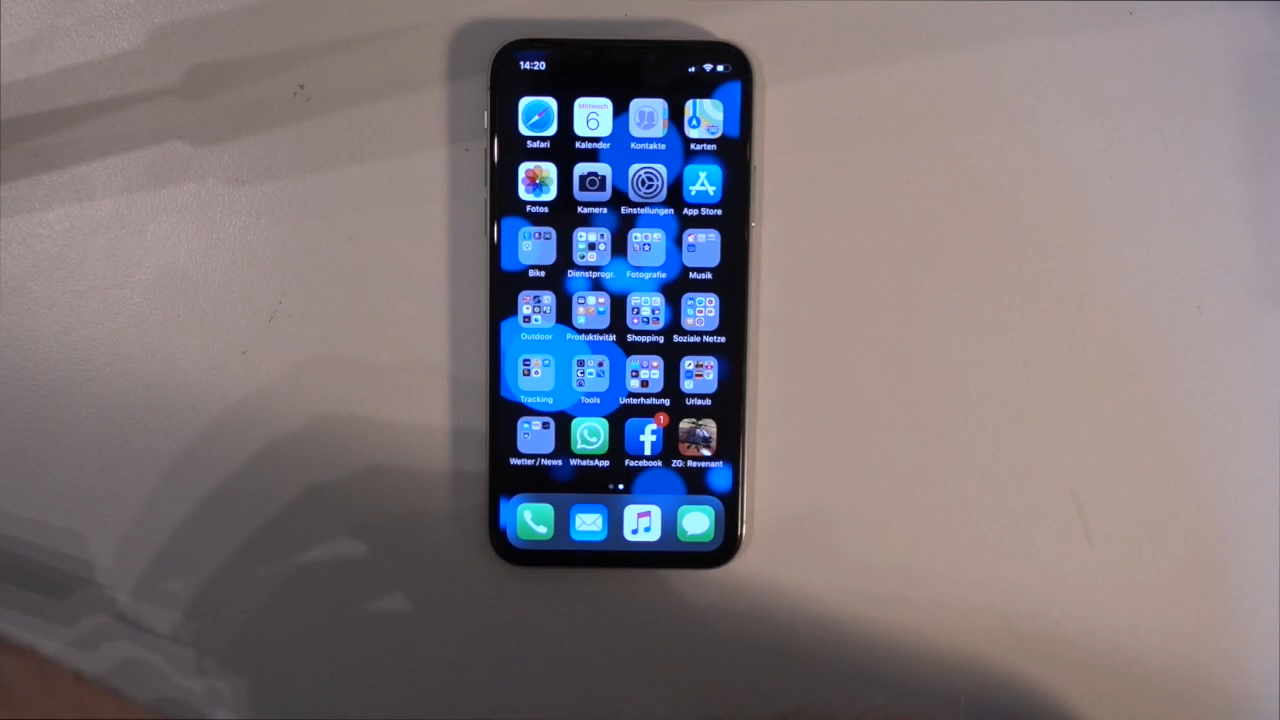 14:20
Mittwoch
6
Safari Kalender Kontakte Karten
Fotos Kamera Einstellungen App Store
Bike Dienstprogr. Fotografie Musik
Outdoor Produktivität Shopping Soziale Netze
Tracking Tools Unterhaltung Urlaub
1
Wetter / News WhatsApp Facebook ZG: Revenant